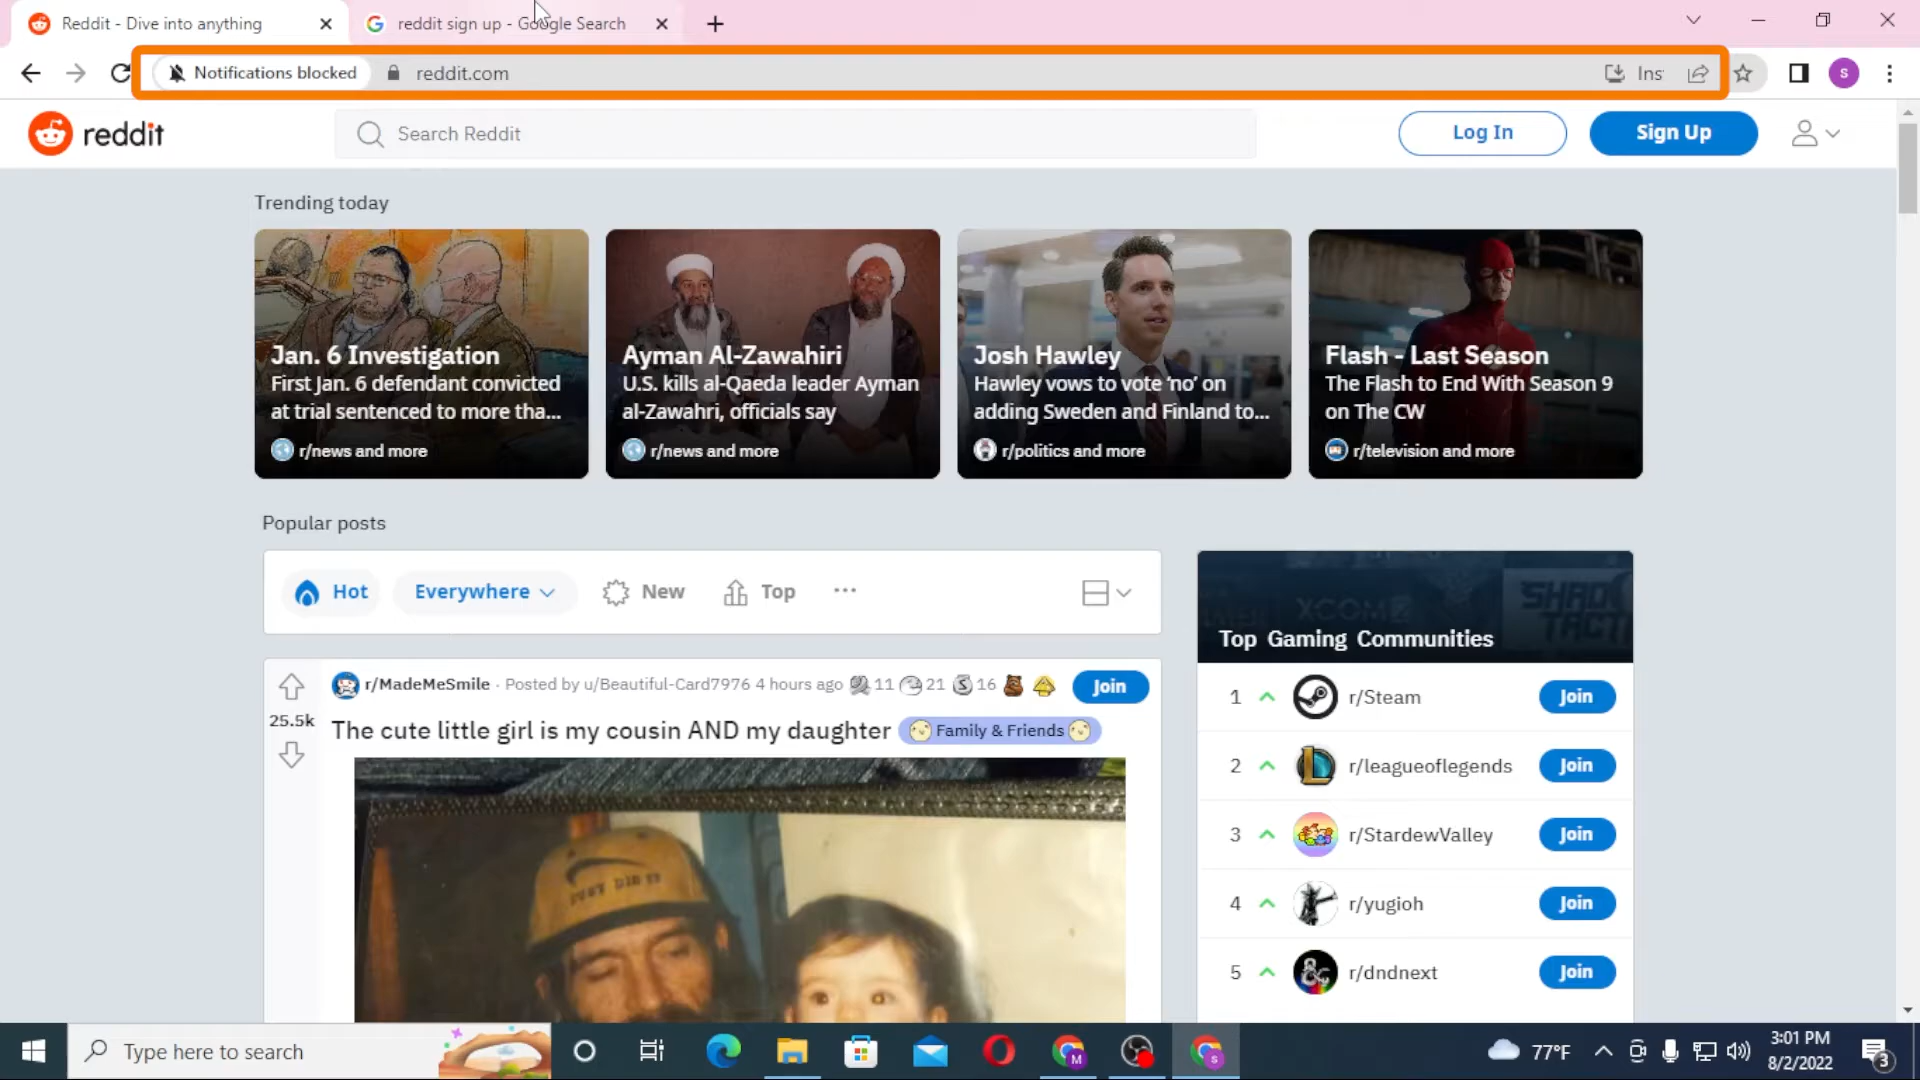 Reddit - Dive into anything
reddit sign up - Google Search
Notifications blocked
reddit.com
Ins
reddit
Search Reddit
Log In
Sign Up
Trending today
Jan. 6 Investigation
First Jan. 6 defendant convicted
at trial sentenced to more tha...
r/news and more
Ayman Al-Zawahiri
U.S. kills al-Qaeda leader Ayman
al-Zawahri, officials say
r/news and more
Josh Hawley
Hawley vows to vote ‘no’ on
adding Sweden and Finland to...
r/politics and more
Flash - Last Season
The Flash to End With Season 9
on The CW
r/television and more
Popular posts
Hot
Everywhere
New
Top
...
XCOM 2
SHADO
TACTI
Top Gaming Communities
r/MadeMeSmile · Posted by u/Beautiful-Card7976 4 hours ago 11 21 S 16
Join
25.5k
The cute little girl is my cousin AND my daughter
Family & Friends
JUST DID IT
1 r/Steam Join
2 r/leagueoflegends Join
3 r/StardewValley Join
4 r/yugioh Join
5 r/dndnext Join
Type here to search
M
S
77°F
3:01 PM
8/2/2022
3